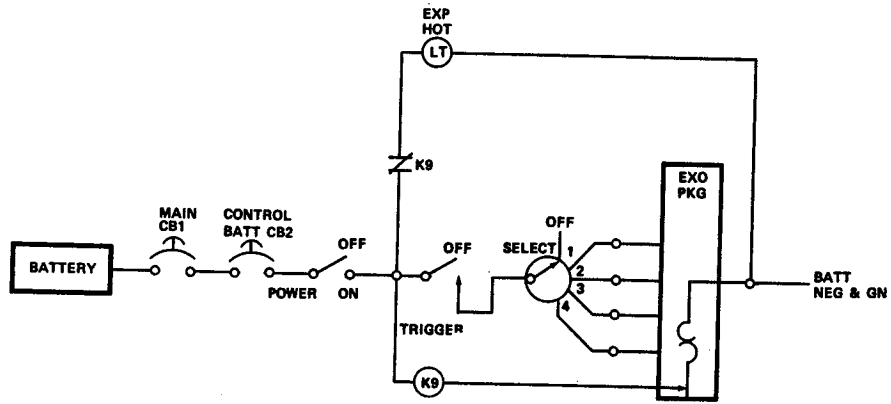 EXP
HOT
LT
K9
EXO
PKG
MAIN
CB1
CONTROL
BATT CB2
OFF
OFF
OFF
SELECT
1
2
3
4
BATTERY
POWER
ON
TRIGGER
BATT
NEG & GN
K9